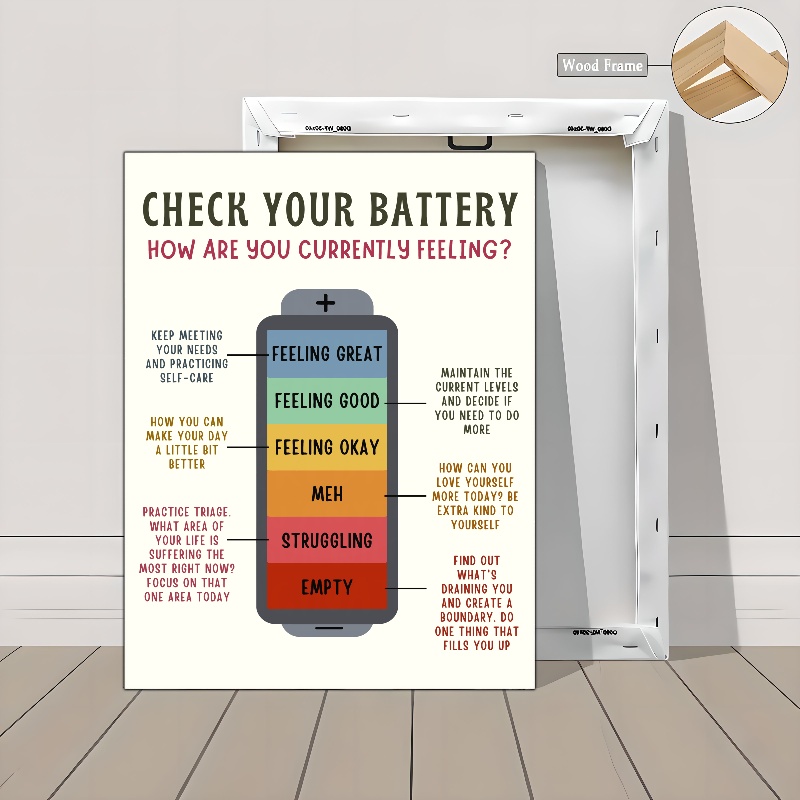 Wood Frame
CHECK YOUR BATTERY
HOW ARE YOU CURRENTLY FEELING?
+
KEEP MEETING
YOUR NEEDS
AND PRACTICING
SELF-CARE
FEELING GREAT
MAINTAIN THE
CURRENT LEVELS
AND DECIDE IF
YOU NEED TO DO
MORE
FEELING GOOD
HOW YOU CAN
MAKE YOUR DAY
A LITTLE BIT
BETTER
FEELING OKAY
HOW CAN YOU
LOVE YOURSELF
MORE TODAY? BE
EXTRA KIND TO
YOURSELF
MEH
PRACTICE TRIAGE.
WHAT AREA OF
YOUR LIFE IS
SUFFERING THE
MOST RIGHT NOW?
FOCUS ON THAT
ONE AREA TODAY
STRUGGLING
FIND OUT
WHAT'S
DRAINING YOU
AND CREATE A
BOUNDARY. DO
ONE THING THAT
FILLS YOU UP
EMPTY